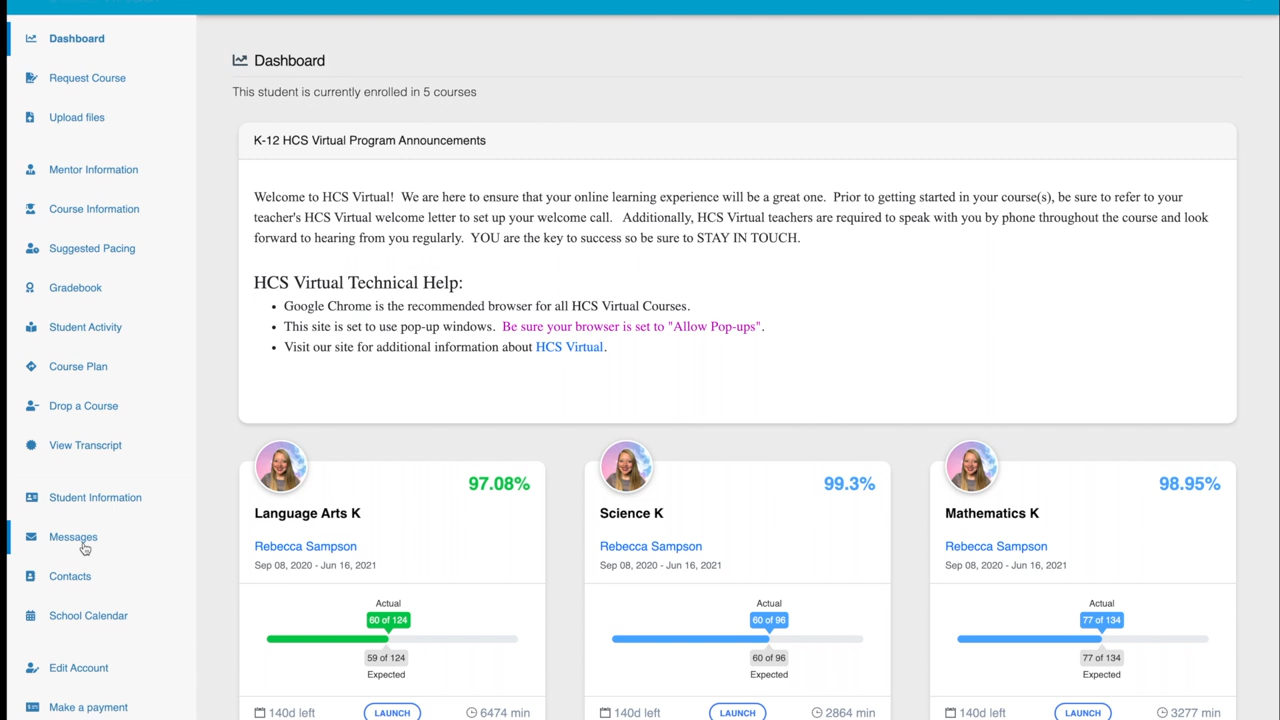 Dashboard
Request Course
Upload files
Mentor Information
Course Information
Suggested Pacing
Gradebook
Student Activity
Course Plan
Drop a Course
View Transcript
Student Information
Messages
Contacts
School Calendar
Edit Account
Make a payment
Dashboard
This student is currently enrolled in 5 courses
K-12 HCS Virtual Program Announcements
Welcome to HCS Virtual!  We are here to ensure that your online learning experience will be a great one.  Prior to getting started in your course(s), be sure to refer to your
teacher's HCS Virtual welcome letter to set up your welcome call.   Additionally, HCS Virtual teachers are required to speak with you by phone throughout the course and look
forward to hearing from you regularly.  YOU are the key to success so be sure to STAY IN TOUCH.
HCS Virtual Technical Help:
• Google Chrome is the recommended browser for all HCS Virtual Courses.
• This site is set to use pop-up windows.  Be sure your browser is set to "Allow Pop-ups".
• Visit our site for additional information about HCS Virtual.
97.08%
Language Arts K
Rebecca Sampson
Sep 08, 2020 - Jun 16, 2021
Actual
60 of 124
59 of 124
Expected
140d left
LAUNCH
6474 min
99.3%
Science K
Rebecca Sampson
Sep 08, 2020 - Jun 16, 2021
Actual
60 of 96
60 of 96
Expected
140d left
LAUNCH
2864 min
98.95%
Mathematics K
Rebecca Sampson
Sep 08, 2020 - Jun 16, 2021
Actual
77 of 134
77 of 134
Expected
140d left
LAUNCH
3277 min